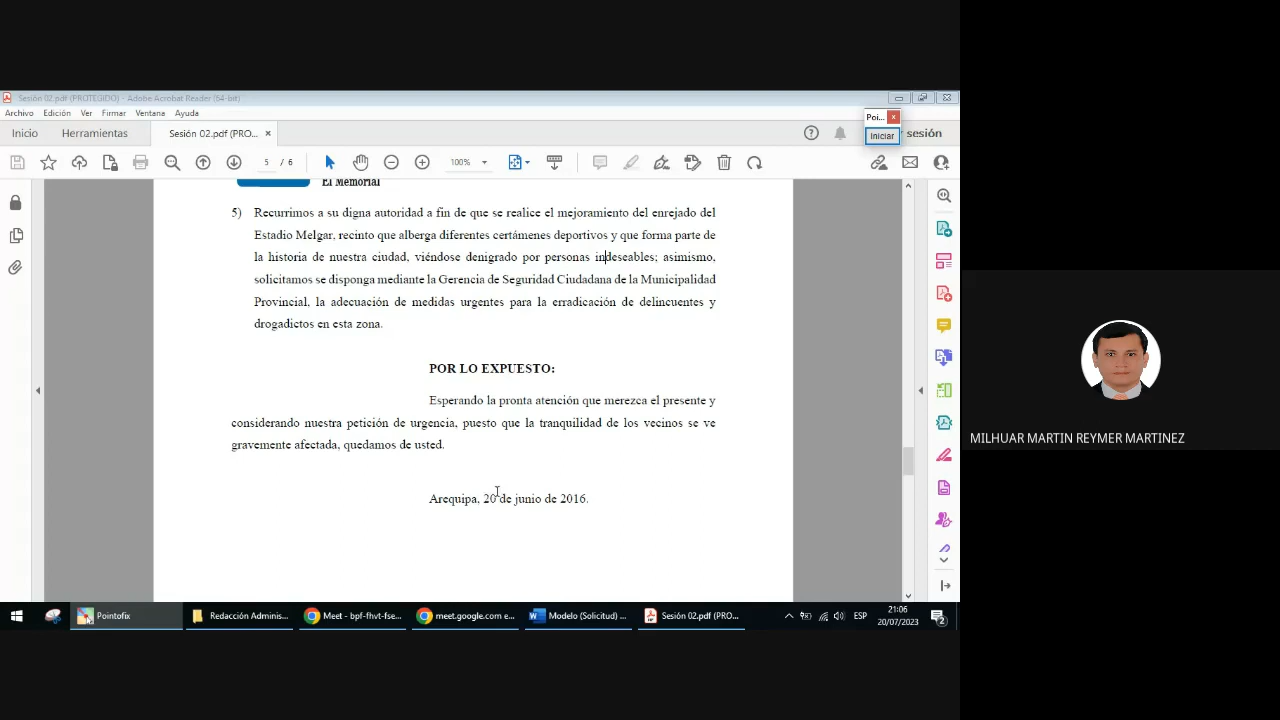 Sesión 02.pdf (PROTEGIDO) - Adobe Acrobat Reader (64-bit)
Archivo Edición Ver Firmar Ventana Ayuda
Poi...
Iniciar
Inicio Herramientas Sesión 02.pdf (PRO... sesión
5 / 6 100%
El Memorial
5) Recurrimos a su digna autoridad a fin de que se realice el mejoramiento del enrejado del
Estadio Melgar, recinto que alberga diferentes certámenes deportivos y que forma parte de
la historia de nuestra ciudad, viéndose denigrado por personas indeseables; asimismo,
solicitamos se disponga mediante la Gerencia de Seguridad Ciudadana de la Municipalidad
Provincial, la adecuación de medidas urgentes para la erradicación de delincuentes y
drogadictos en esta zona.
POR LO EXPUESTO:
Esperando la pronta atención que merezca el presente y
considerando nuestra petición de urgencia, puesto que la tranquilidad de los vecinos se ve
gravemente afectada, quedamos de usted.
Arequipa, 20 de junio de 2016.
MILHUAR MARTIN REYMER MARTINEZ
Pointofix Redacción Adminis... Meet - bpf-fhvt-fse... meet.google.com e... Modelo (Solicitud) ... Sesión 02.pdf (PRO... ESP 21:06
20/07/2023
2